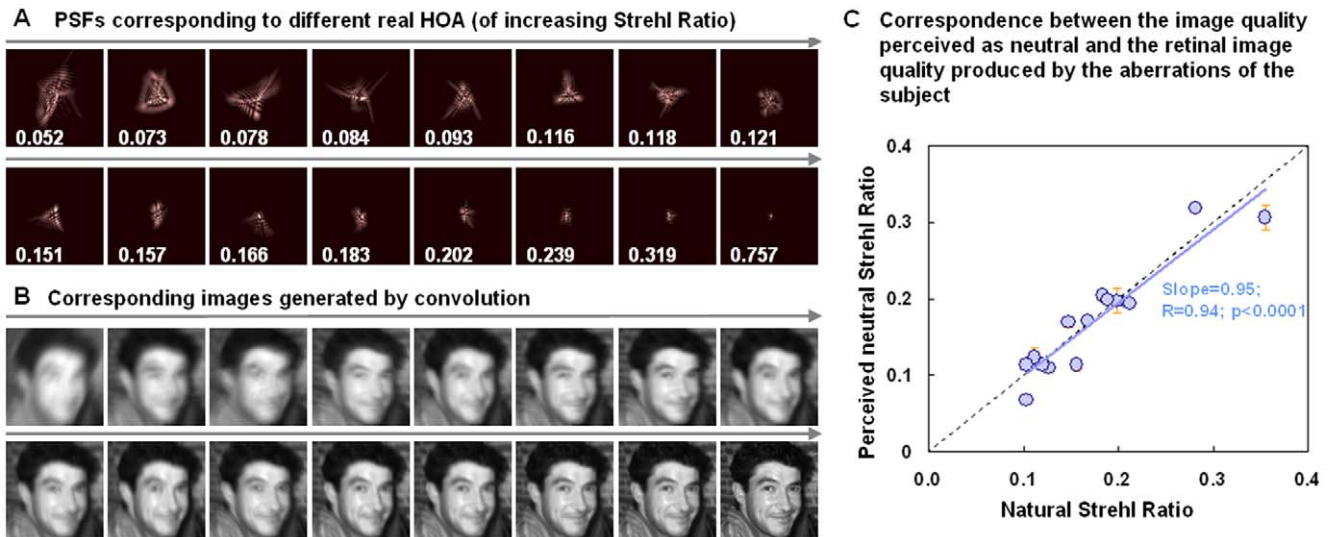 A PSFs corresponding to different real HOA (of increasing Strehl Ratio)
0.052 0.073 0.078 0.084 0.093 0.116 0.118 0.121
0.151 0.157 0.166 0.183 0.202 0.239 0.319 0.757
B Corresponding images generated by convolution
C Correspondence between the image quality
perceived as neutral and the retinal image
quality produced by the aberrations of the
subject
Perceived neutral Strehl Ratio
0.4
0.3
0.2
0.1
0
Slope=0.95;
R=0.94; p<0.0001
0.0 0.1 0.2 0.3 0.4
Natural Strehl Ratio